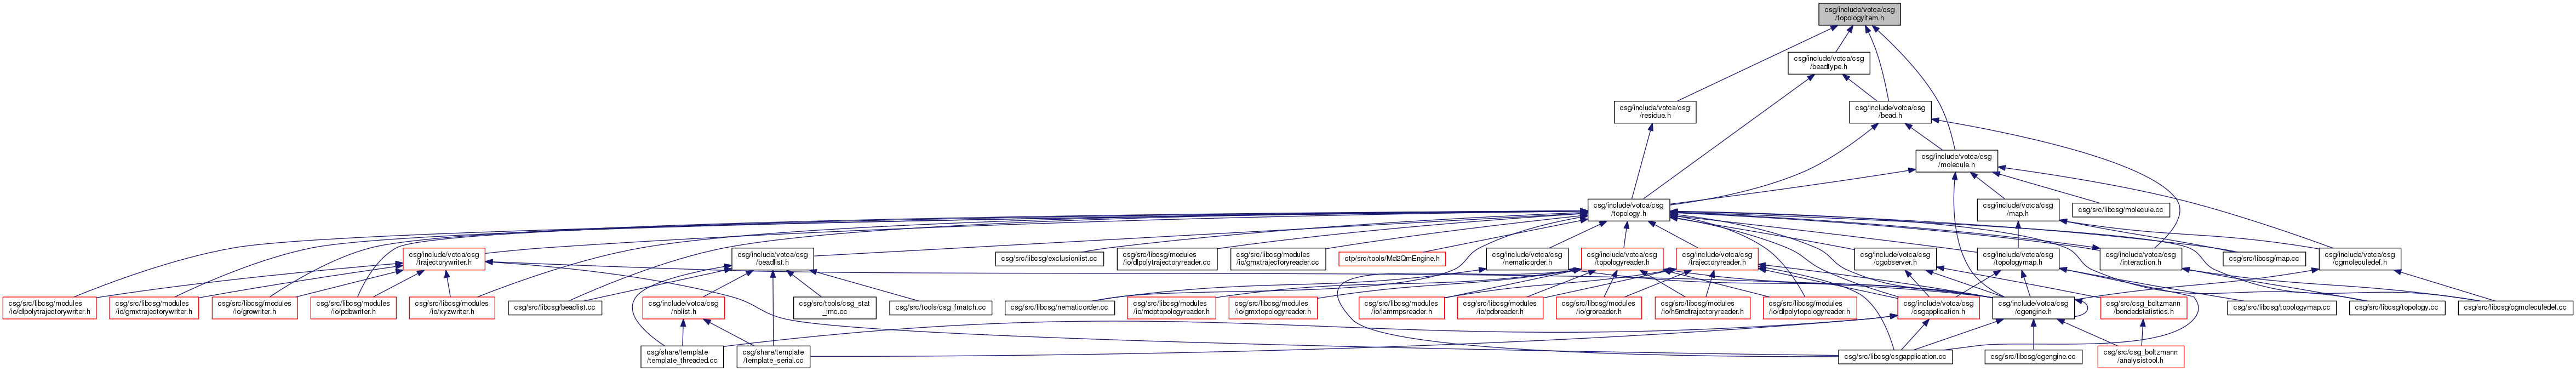 csg/include/votca/csg
/topologyitem.h
csg/include/votca/csg
/beadtype.h
csg/include/votca/csg
/residue.h
csg/include/votca/csg
/bead.h
csg/include/votca/csg
/molecule.h
csg/include/votca/csg
/topology.h
csg/include/votca/csg
/map.h
csg/src/libcsg/molecule.cc
csg/include/votca/csg
/trajectorywriter.h
csg/include/votca/csg
/beadlist.h
csg/src/libcsg/exclusionlist.cc
csg/src/libcsg/modules
/io/dlpolytrajectoryreader.cc
csg/src/libcsg/modules
/io/gmxtrajectoryreader.cc
ctp/src/tools/Md2QmEngine.h
csg/include/votca/csg
/nematicorder.h
csg/include/votca/csg
/topologyreader.h
csg/include/votca/csg
/trajectoryreader.h
csg/include/votca/csg
/cgobserver.h
csg/include/votca/csg
/topologymap.h
csg/include/votca/csg
/interaction.h
csg/src/libcsg/map.cc
csg/include/votca/csg
/cgmoleculedef.h
csg/src/libcsg/modules
/io/dlpolytrajectorywriter.h
csg/src/libcsg/modules
/io/gmxtrajectorywriter.h
csg/src/libcsg/modules
/io/growriter.h
csg/src/libcsg/modules
/io/pdbwriter.h
csg/src/libcsg/modules
/io/xyzwriter.h
csg/src/libcsg/beadlist.cc
csg/include/votca/csg
/nblist.h
csg/src/tools/csg_stat
_imc.cc
csg/src/tools/csg_fmatch.cc
csg/src/libcsg/nematicorder.cc
csg/src/libcsg/modules
/io/mdptopologyreader.h
csg/src/libcsg/modules
/io/gmxtopologyreader.h
csg/src/libcsg/modules
/io/lammpsreader.h
csg/src/libcsg/modules
/io/pdbreader.h
csg/src/libcsg/modules
/io/groreader.h
csg/src/libcsg/modules
/io/h5mdtrajectoryreader.h
csg/src/libcsg/modules
/io/dlpolytopologyreader.h
csg/include/votca/csg
/csgapplication.h
csg/include/votca/csg
/cgengine.h
csg/src/csg_boltzmann
/bondedstatistics.h
csg/src/libcsg/topologymap.cc
csg/src/libcsg/topology.cc
csg/src/libcsg/cgmoleculedef.cc
csg/share/template
/template_threaded.cc
csg/share/template
/template_serial.cc
csg/src/libcsg/csgapplication.cc
csg/src/libcsg/cgengine.cc
csg/src/csg_boltzmann
/analysistool.h